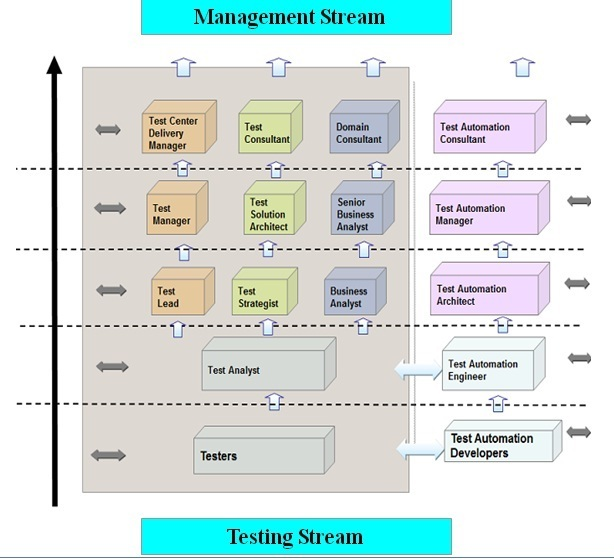 Management Stream
Test Center
Delivery
Manager
Test
Consultant
Domain
Consultant
Test Automation
Consultant
Test
Manager
Test
Solution
Architect
Senior
Business
Analyst
Test Automation
Manager
Test
Lead
Test
Strategist
Business
Analyst
Test Automation
Architect
Test Analyst
Test Automation
Engineer
Testers
Test Automation
Developers
Testing Stream